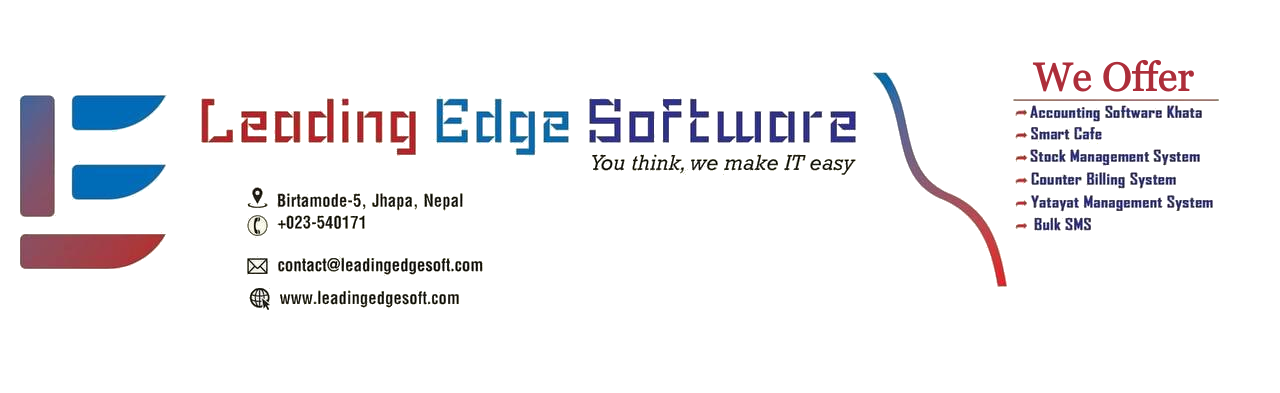 Leading Edge Software
You think, we make IT easy
Birtamode-5, Jhapa, Nepal
+023-540171
contact@leadingedgesoft.com
www.leadingedgesoft.com
We Offer
Accounting Software Khata
Smart Cafe
Stock Management System
Counter Billing System
Yatayat Management System
Bulk SMS